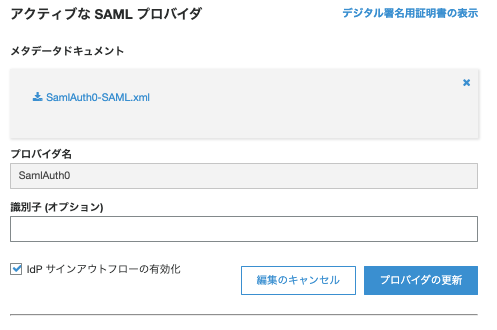 アクティブな SAML プロバイダ
デジタル署名用証明書の表示
メタデータドキュメント
SamlAuth0-SAML.xml
プロバイダ名
SamlAuth0
識別子 (オプション)
IdP サインアウトフローの有効化
編集のキャンセル
プロバイダの更新